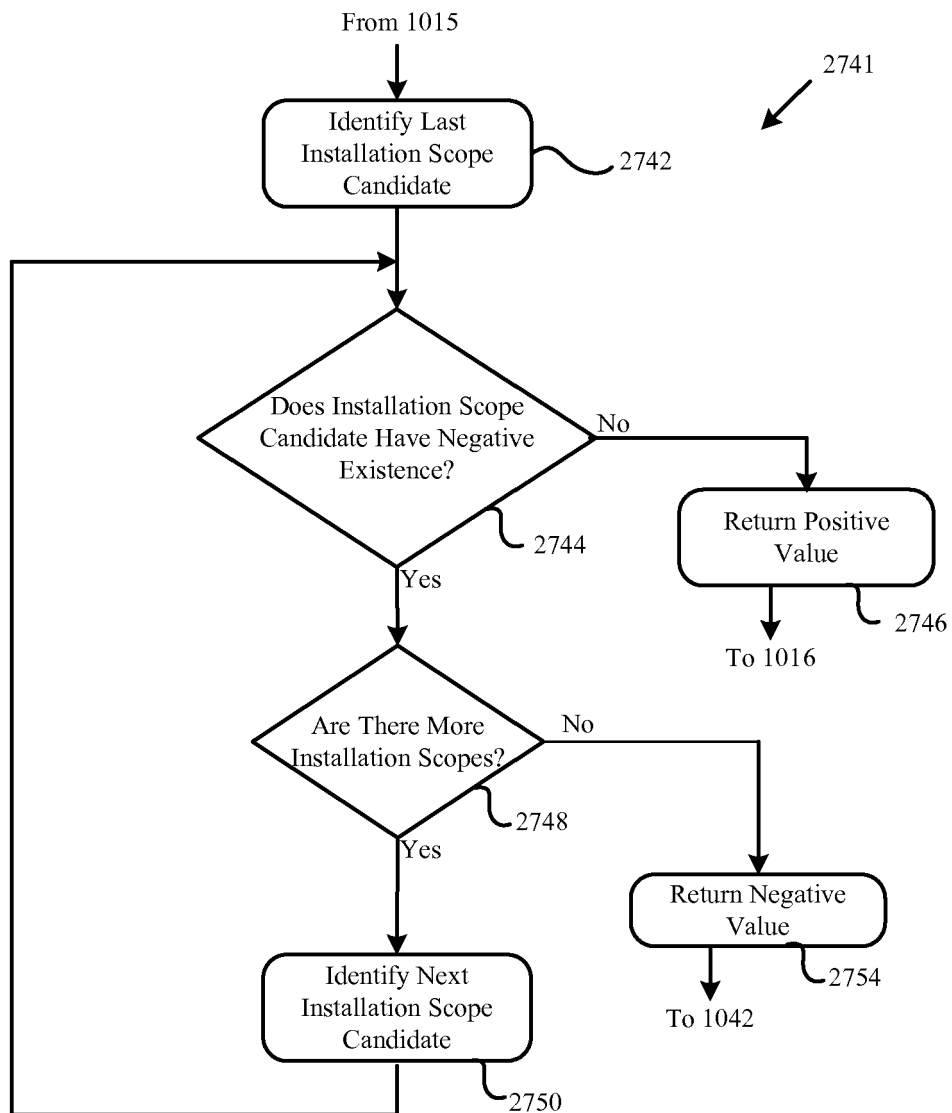 From 1015
2741
Identify Last
Installation Scope
Candidate
2742
Does Installation Scope
Candidate Have Negative
Existence?
No
2744
Yes
Return Positive
Value
2746
To 1016
Are There More
Installation Scopes?
No
2748
Yes
Return Negative
Value
2754
To 1042
Identify Next
Installation Scope
Candidate
2750